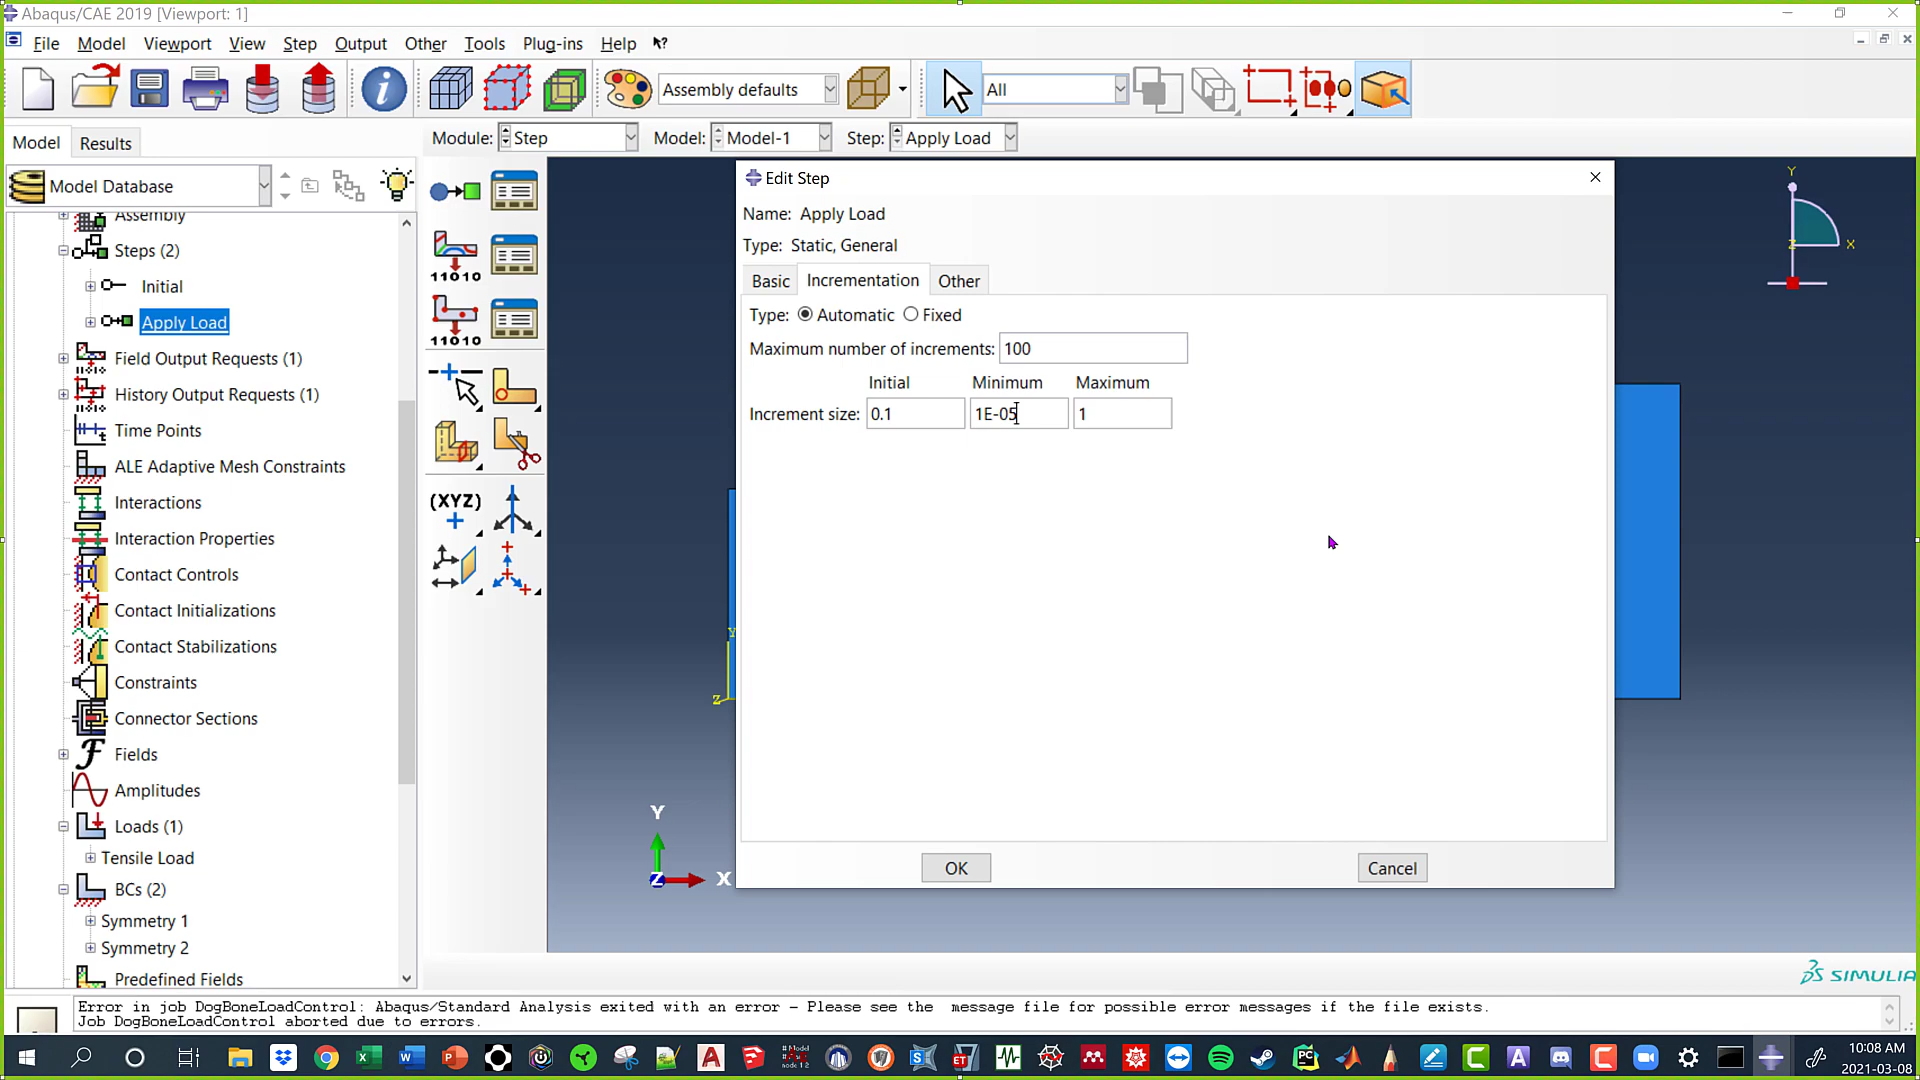 Abaqus/CAE 2019 [Viewport: 1]
File Model Viewport View Step Output Other Tools Plug-ins Help
Assembly defaults
All
Model Results
Module: Step Model: Model-1 Step: Apply Load
Model Database
Assembly
Steps (2)
Initial
Apply Load
Field Output Requests (1)
History Output Requests (1)
Time Points
ALE Adaptive Mesh Constraints
Interactions
Interaction Properties
Contact Controls
Contact Initializations
Contact Stabilizations
Constraints
Connector Sections
Fields
Amplitudes
Loads (1)
Tensile Load
BCs (2)
Symmetry 1
Symmetry 2
Predefined Fields
11010
11010
(XYZ)
Edit Step
Name: Apply Load
Type: Static, General
Basic Incrementation Other
Type: Automatic Fixed
Maximum number of increments: 100
Initial Minimum Maximum
Increment size: 0.1 1E-05 1
OK Cancel
Y
Z
X
Y
Z
Y
Z
X
DS SIMULIA
Error in job DogBoneLoadControl: Abaqus/Standard Analysis exited with an error - Please see the message file for possible error messages if the file exists.
Job DogBoneLoadControl aborted due to errors.
10:08 AM
2021-03-08